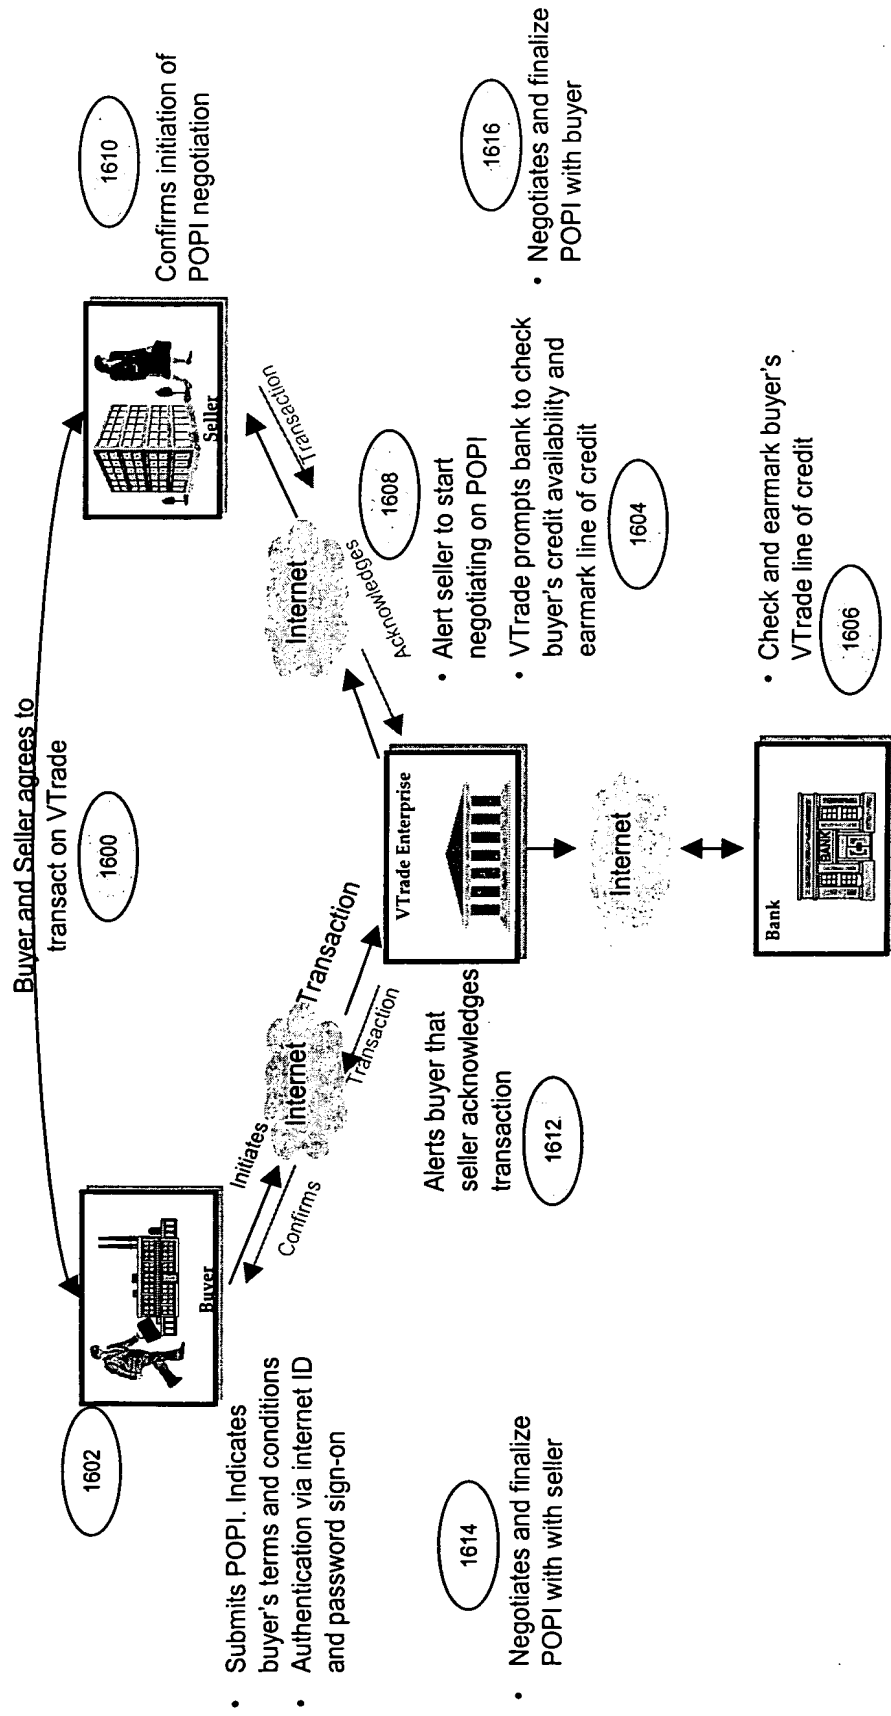 Buyer and Seller agrees to
transact on VTrade
1600
1602
Buyer
Seller
1610
Confirms initiation of
POPI negotiation
• Submits POPI. Indicates
buyer's terms and conditions
• Authentication via internet ID
and password sign-on
Initiates
Internet
Transaction
Confirms
Transaction
Internet
Transaction
Acknowledges
VTrade Enterprise
1608
• Alert seller to start
negotiating on POPI
• VTrade prompts bank to check
buyer's credit availability and
earmark line of credit
1604
1616
• Negotiates and finalize
POPI with buyer
Alerts buyer that
seller acknowledges
transaction
1612
1614
• Negotiates and finalize
POPI with with seller
Internet
Bank
BANK
• Check and earmark buyer's
VTrade line of credit
1606